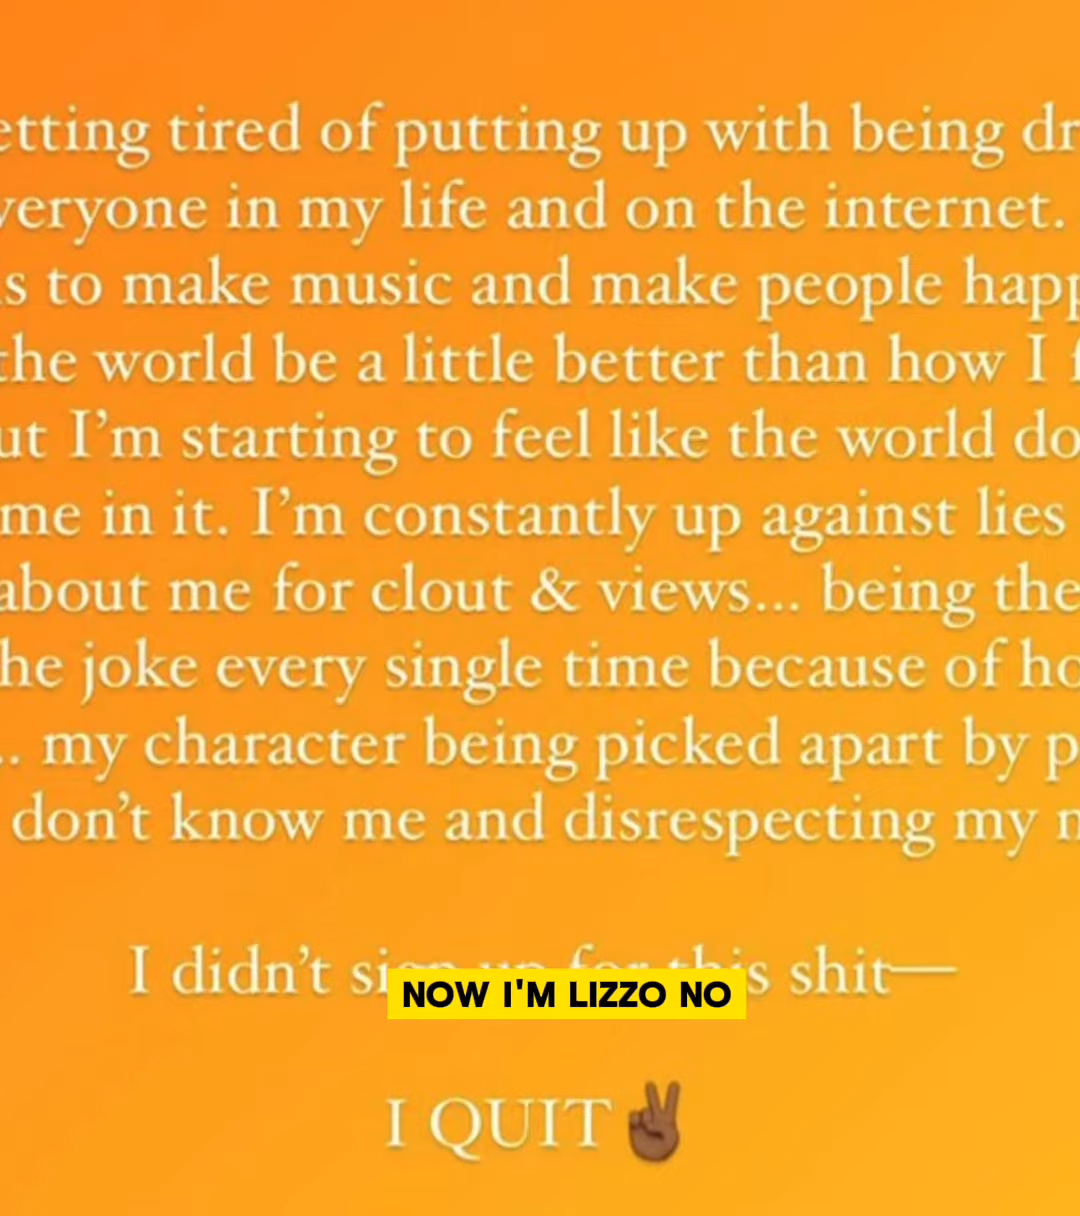 etting tired of putting up with being dr
veryone in my life and on the internet.
s to make music and make people happ
the world be a little better than how I f
ut I’m starting to feel like the world do
me in it. I’m constantly up against lies
about me for clout & views... being the
he joke every single time because of ho
.. my character being picked apart by p
don’t know me and disrespecting my n
I didn’t sign up for this shit—
NOW I'M LIZZO NO
I QUIT✌🏾